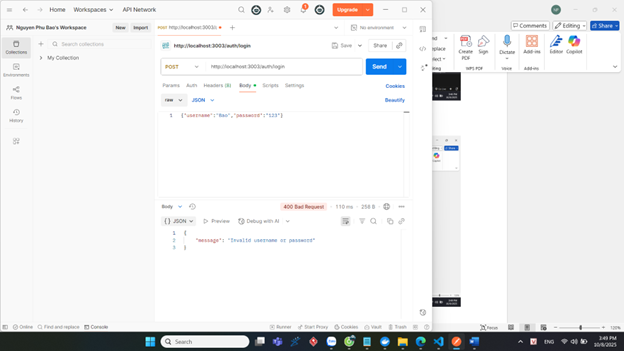 Home Workspaces API Network Upgrade
Nguyen Phu Bao's Workspace New Import
POST http://localhost:3003/a No environment
Collections
Search collections
My Collection
Environments
Flows
History
http://localhost:3003/auth/login Save Share
POST http://localhost:3003/auth/login Send
Params Auth Headers (8) Body Scripts Settings Cookies
raw JSON Beautify
1 {"username":"Bao","password":"123"}
Body 400 Bad Request 110 ms 258 B
{} JSON Preview Debug with AI
1 {
2 "message": "Invalid username or password"
3 }
Online Find and replace Console Runner Start Proxy Cookies Vault Trash
Comments Editing Share
Create PDF Sign Dictate Add-ins Editor Copilot
WPS PDF Voice Add-ins
Focus
Search
ENG 3:49 PM
10/9/2025